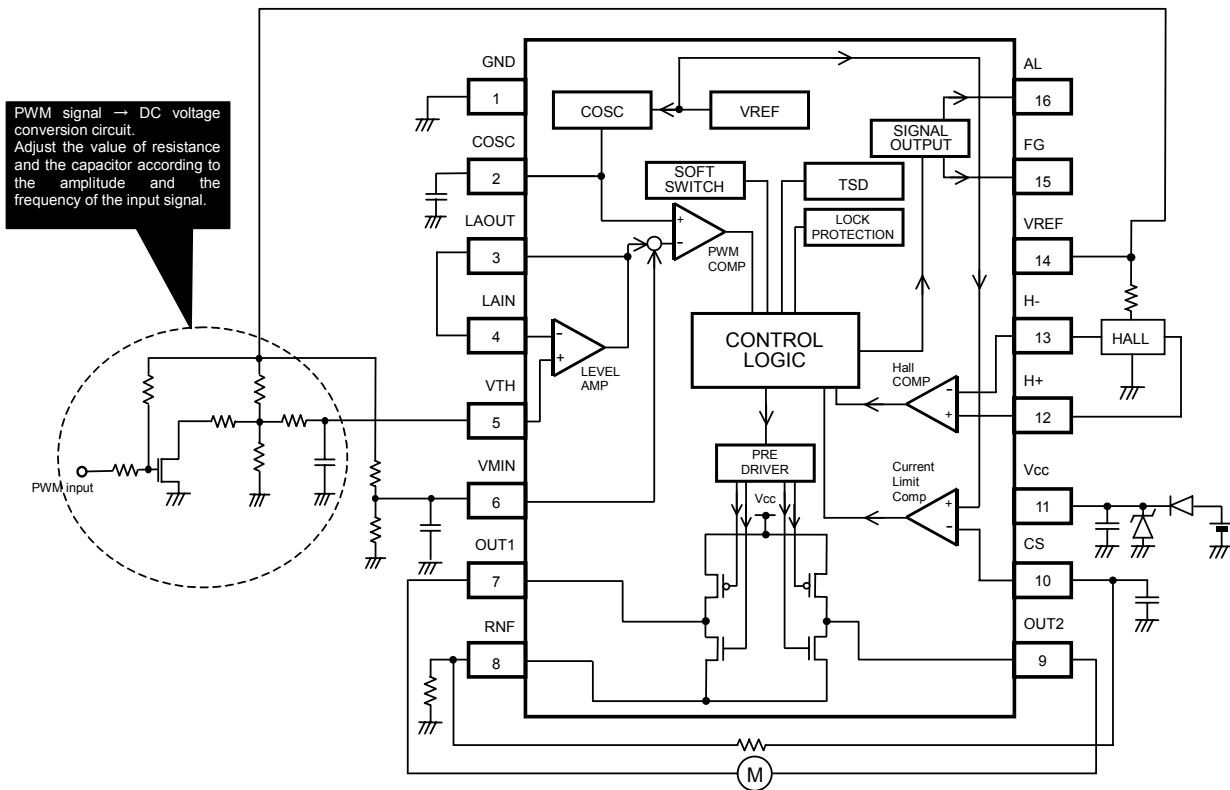 PWM signal → DC voltage
conversion circuit.
Adjust the value of resistance
and the capacitor according to
the amplitude and the
frequency of the input signal.
PWM input
GND
1
COSC
2
LAOUT
3
LAIN
4
VTH
5
VMIN
6
OUT1
7
RNF
8
COSC
VREF
SOFT
SWITCH
TSD
LOCK
PROTECTION
SIGNAL
OUTPUT
+
-
PWM
COMP
-
+
LEVEL
AMP
CONTROL
LOGIC
Hall
COMP
-
+
PRE
DRIVER
Vcc
Current
Limit
Comp
+
-
AL
16
FG
15
VREF
14
H-
13
HALL
H+
12
Vcc
11
CS
10
OUT2
9
M